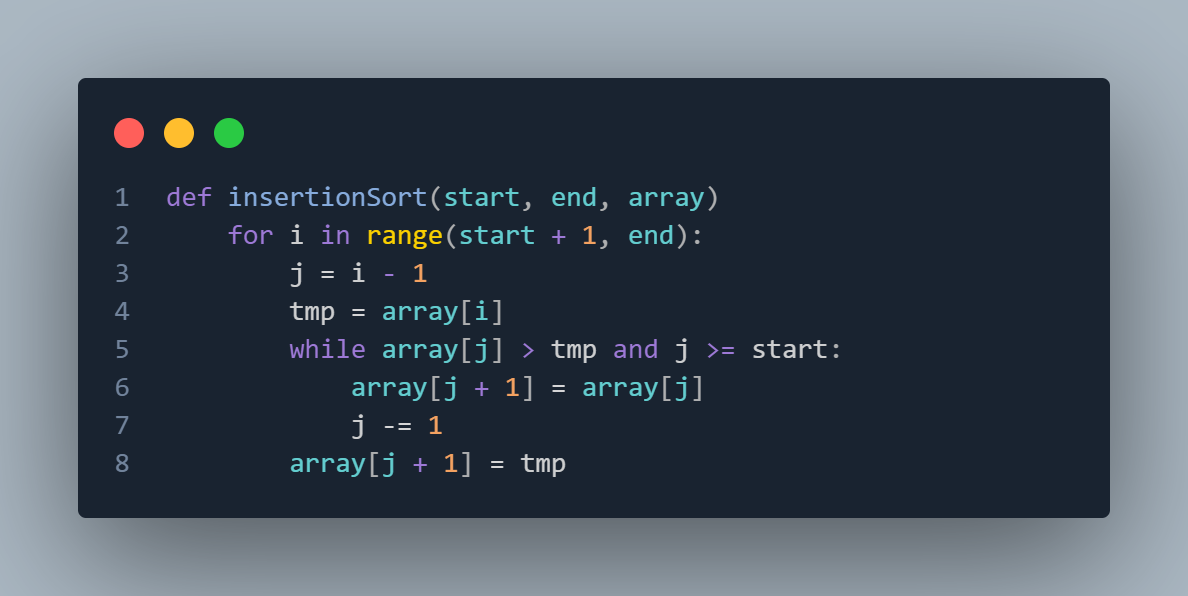 1 def insertionSort(start, end, array)
2     for i in range(start + 1, end):
3         j = i - 1
4         tmp = array[i]
5         while array[j] > tmp and j >= start:
6             array[j + 1] = array[j]
7             j -= 1
8         array[j + 1] = tmp